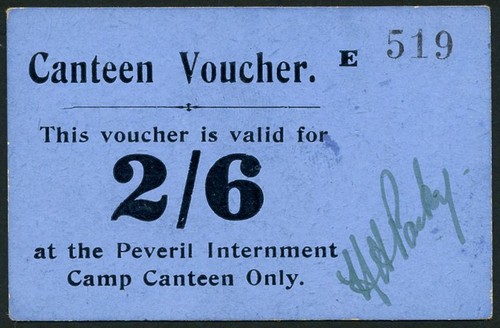 Canteen Voucher. E 519
This voucher is valid for
2/6
at the Peveril Internment
Camp Canteen Only.